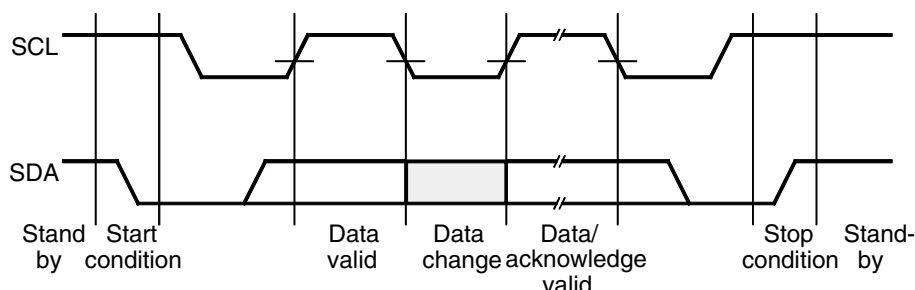 SCL
SDA
Stand
by
Start
condition
Data
valid
Data
change
Data/
acknowledge
valid
Stop
condition
Stand-
by